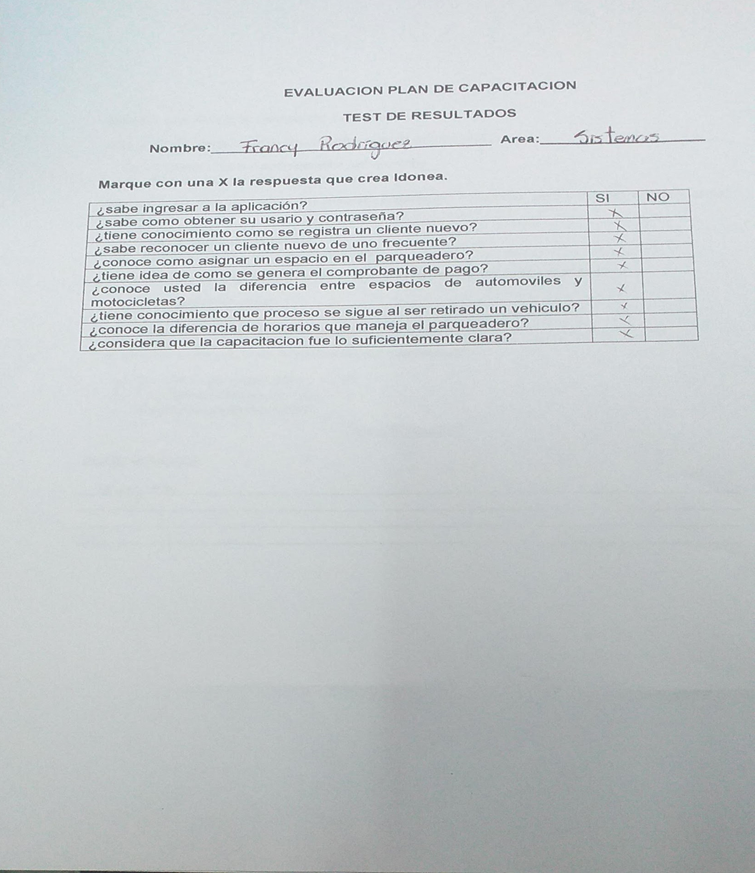 EVALUACION PLAN DE CAPACITACION
TEST DE RESULTADOS
Nombre: Francy Rodriguez Area: Sistemas
Marque con una X la respuesta que crea Idonea.
¿sabe ingresar a la aplicación? SI NO
¿sabe como obtener su usario y contraseña? X
¿tiene conocimiento como se registra un cliente nuevo? X
¿sabe reconocer un cliente nuevo de uno frecuente? X
¿conoce como asignar un espacio en el parqueadero? X
¿tiene idea de como se genera el comprobante de pago? X
¿conoce usted la diferencia entre espacios de automoviles y X
motocicletas?
¿tiene conocimiento que proceso se sigue al ser retirado un vehiculo? X
¿conoce la diferencia de horarios que maneja el parqueadero? X
¿considera que la capacitacion fue lo suficientemente clara? X